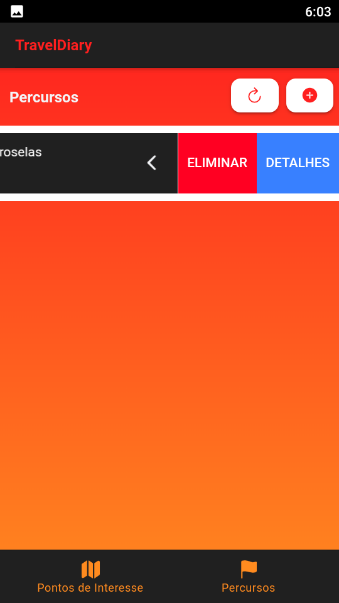 6:03
TravelDiary
Percursos
roselas
ELIMINAR DETALHES
Pontos de Interesse Percursos